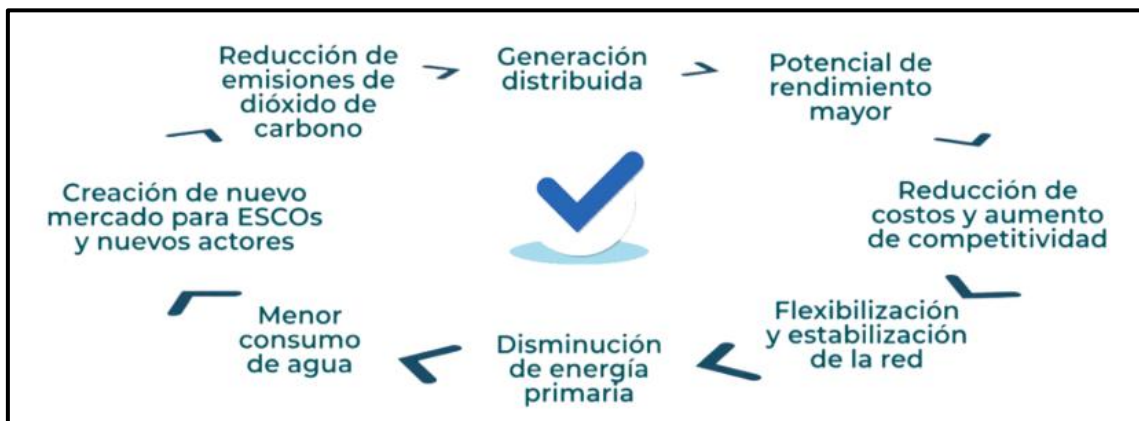 Reducción de
emisiones de
dióxido de
carbono
Generación
distribuida
Potencial de
rendimiento
mayor
Reducción de
costos y aumento
de competitividad
Flexibilización
y estabilización
de la red
Disminución
de energía
primaria
Menor
consumo
de agua
Creación de nuevo
mercado para ESCOs
y nuevos actores